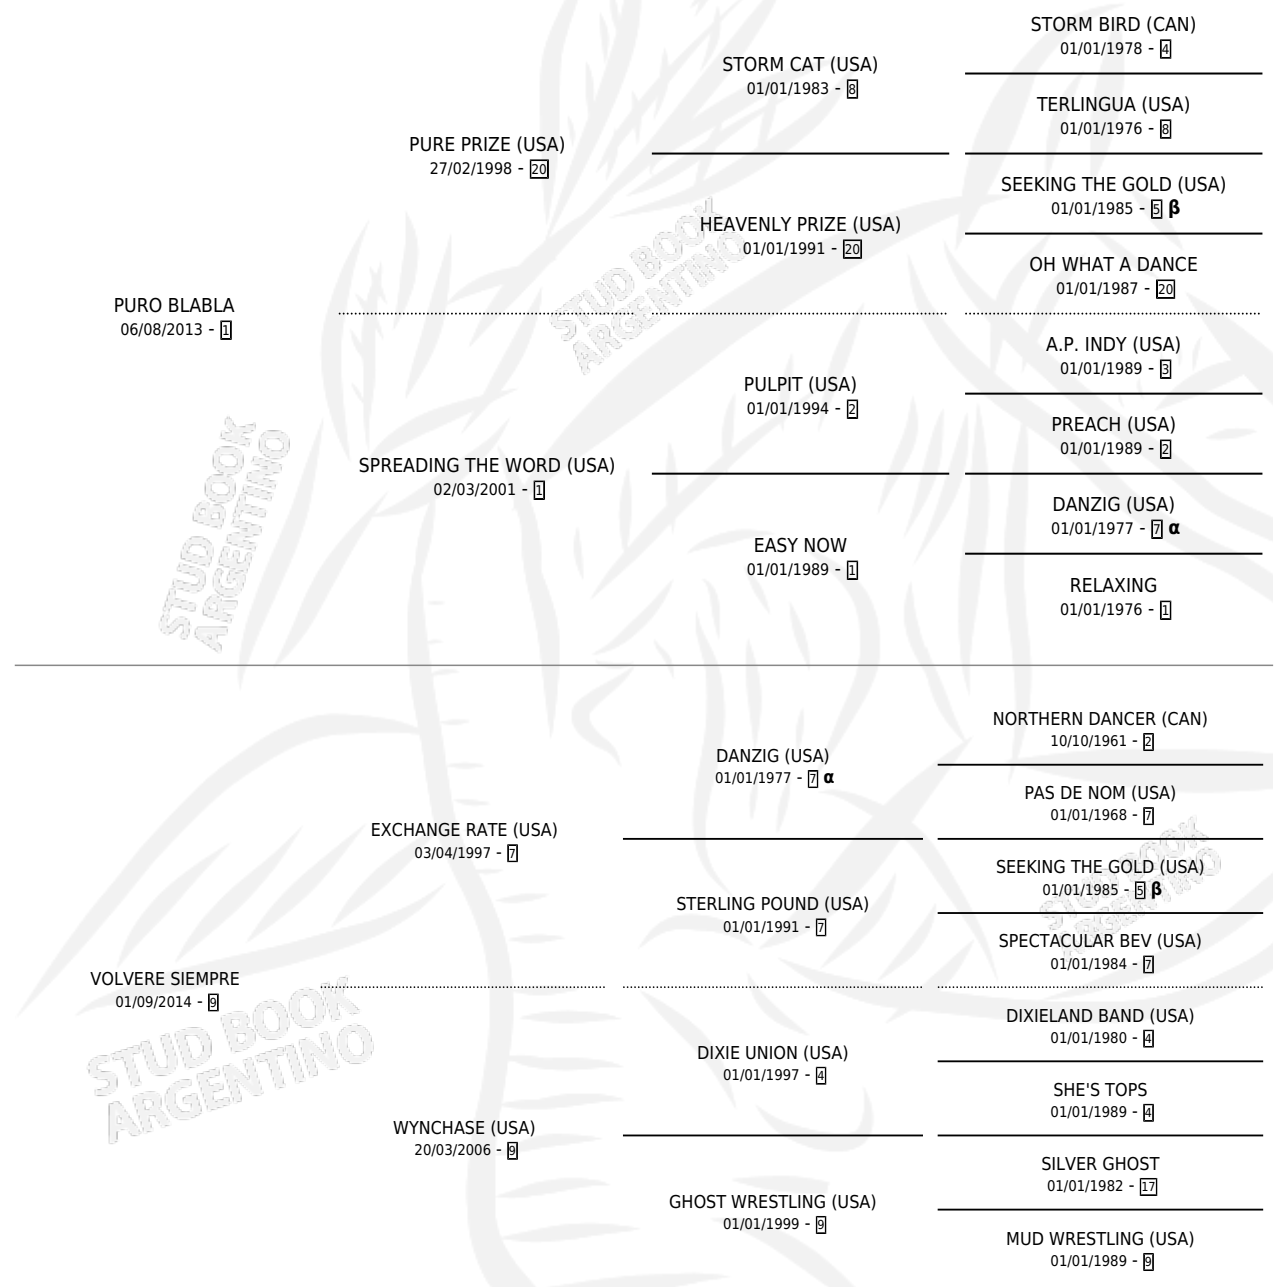 STORM BIRD (CAN)
01/01/1978 - 4
STORM CAT (USA)
01/01/1983 - 8
TERLINGUA (USA)
01/01/1976 - 8
PURE PRIZE (USA)
27/02/1998 - 20
SEEKING THE GOLD (USA)
01/01/1985 - 5 β
HEAVENLY PRIZE (USA)
01/01/1991 - 20
OH WHAT A DANCE
01/01/1987 - 20
PURO BLABLA
06/08/2013 - 1
A.P. INDY (USA)
01/01/1989 - 3
PULPIT (USA)
01/01/1994 - 2
PREACH (USA)
01/01/1989 - 2
SPREADING THE WORD (USA)
02/03/2001 - 1
DANZIG (USA)
01/01/1977 - 7 α
EASY NOW
01/01/1989 - 1
RELAXING
01/01/1976 - 1
STUD BOOK
ARGENTINO
STUD BOOK
ARGENTINO
NORTHERN DANCER (CAN)
10/10/1961 - 2
DANZIG (USA)
01/01/1977 - 7 α
PAS DE NOM (USA)
01/01/1968 - 7
EXCHANGE RATE (USA)
03/04/1997 - 7
SEEKING THE GOLD (USA)
01/01/1985 - 5 β
STERLING POUND (USA)
01/01/1991 - 7
SPECTACULAR BEV (USA)
01/01/1984 - 7
VOLVERE SIEMPRE
01/09/2014 - 9
DIXIELAND BAND (USA)
01/01/1980 - 4
DIXIE UNION (USA)
01/01/1997 - 4
SHE'S TOPS
01/01/1989 - 4
WYNCHASE (USA)
20/03/2006 - 9
SILVER GHOST
01/01/1982 - 17
GHOST WRESTLING (USA)
01/01/1999 - 9
MUD WRESTLING (USA)
01/01/1989 - 9
STUD BOOK
ARGENTINO
STUD BOOK
ARGENTINO